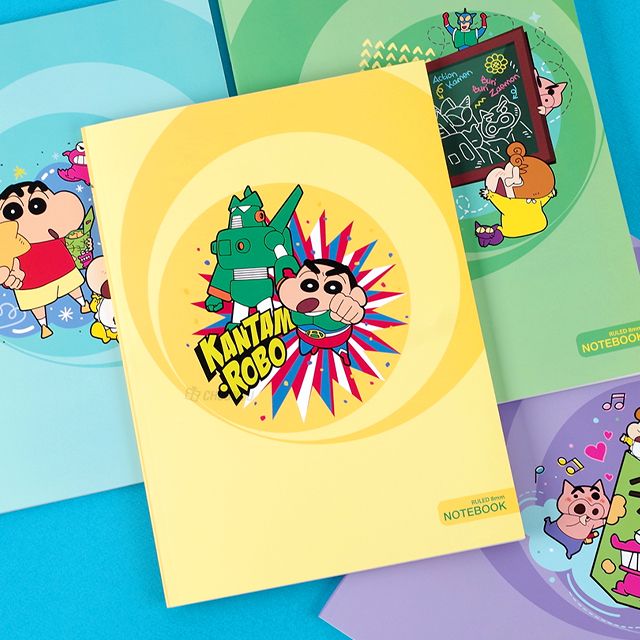 Action
Kamen
Buri
Buri
Zaemon
KANTAM
·ROBO
RULED 8mm
NOTEBOOK
RULED 8mm
NOTEBOOK